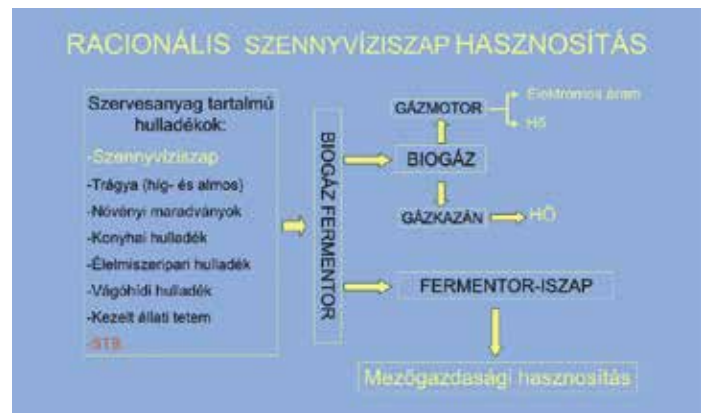 RACIONÁLIS SZENNYVÍZISZAP HASZNOSÍTÁS
Szervesanyag tartalmú
hulladékok:
-Szennyvíziszap
-Trágya (híg- és almos)
-Növényi maradványok
-Konyhai hulladék
-Élelmiszeripari hulladék
-Vágóhídi hulladék
-Kezelt állati tetem
-STB.
BIOGÁZ FERMENTOR
GÁZMOTOR
Elektromos áram
Hő
BIOGÁZ
GÁZKAZÁN
HŐ
FERMENTOR-ISZAP
Mezőgazdasági hasznosítás